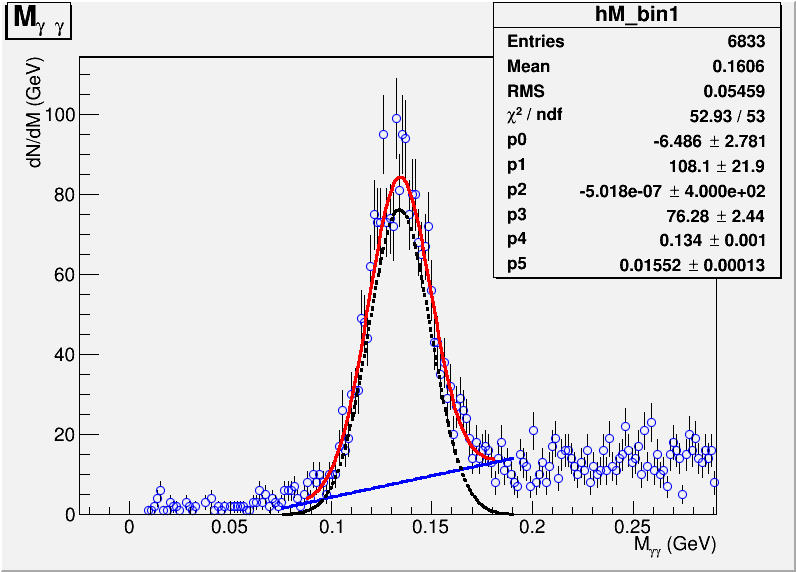 M γ γ
hM_bin1
Entries 6833
Mean 0.1606
RMS 0.05459
χ² / ndf 52.93 / 53
p0 -6.486 ± 2.781
p1 108.1 ± 21.9
p2 -5.018e-07 ± 4.000e+02
p3 76.28 ± 2.44
p4 0.134 ± 0.001
p5 0.01552 ± 0.00013
dN/dM (GeV)
100
80
60
40
20
0
0 0.05 0.1 0.15 0.2 0.25
Mγγ (GeV)